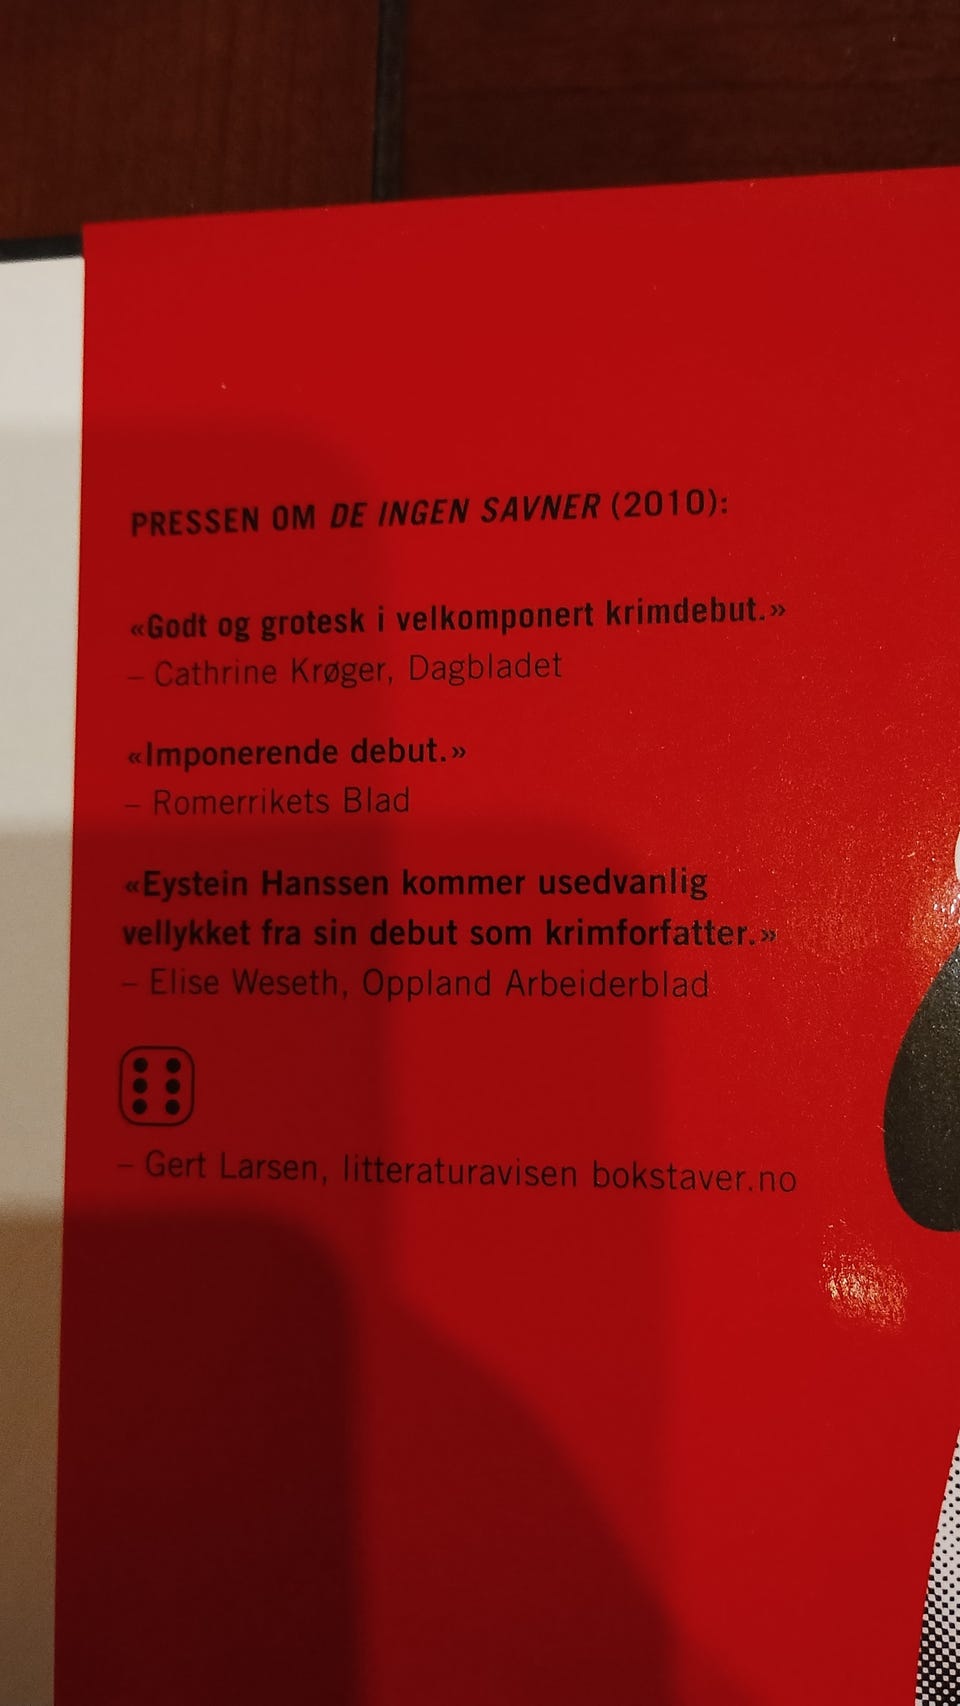 PRESSEN OM DE INGEN SAVNER (2010):
«Godt og grotesk i velkomponert krimdebut.»
– Cathrine Krøger, Dagbladet
«Imponerende debut.»
– Romerrikets Blad
«Eystein Hanssen kommer usedvanlig
vellykket fra sin debut som krimforfatter.»
– Elise Weseth, Oppland Arbeiderblad
– Gert Larsen, litteraturavisen bokstaver.no